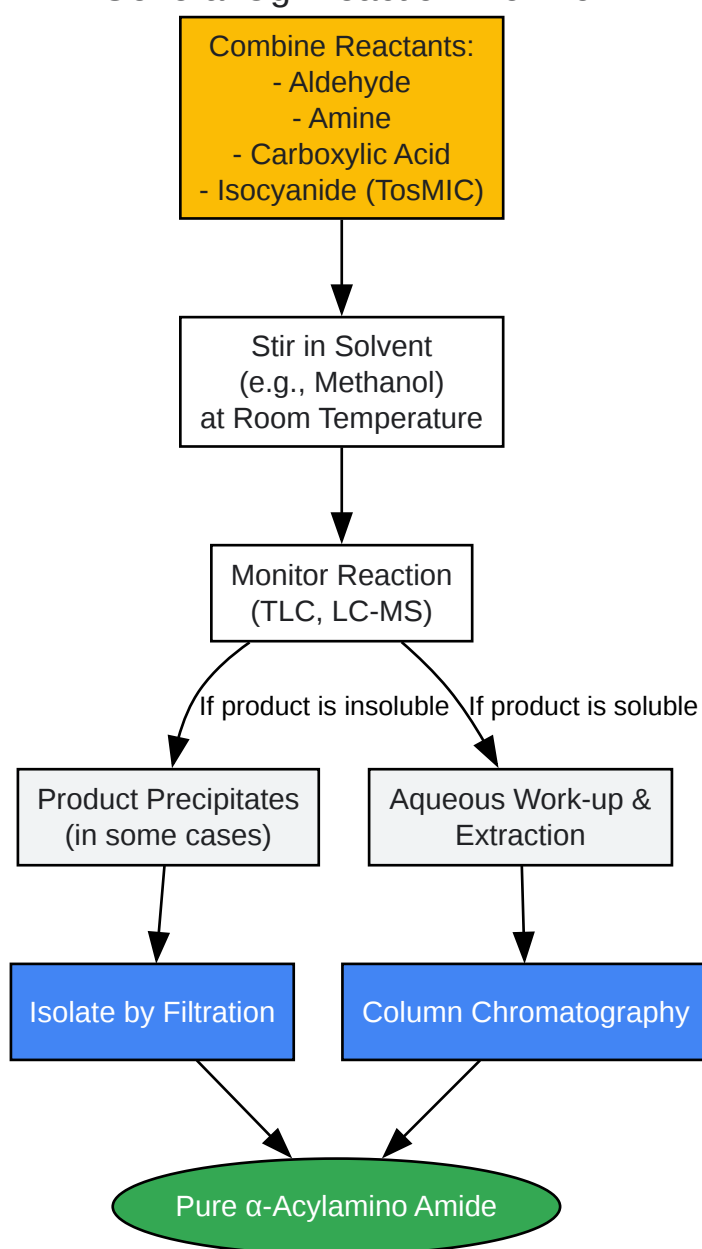 Combine Reactants:
- Aldehyde
- Amine
- Carboxylic Acid
- Isocyanide (TosMIC)
Stir in Solvent
(e.g., Methanol)
at Room Temperature
Monitor Reaction
(TLC, LC-MS)
If product is insoluble
If product is soluble
Product Precipitates
(in some cases)
Aqueous Work-up &
Extraction
Isolate by Filtration
Column Chromatography
Pure α-Acylamino Amide